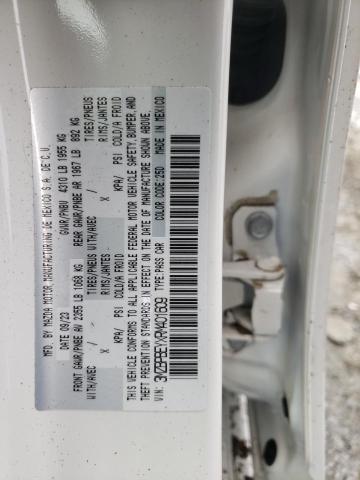 MFD. BY MAZDA MOTOR MANUFACTURING DE MEXICO S.A. DE C.V.
DATE 09/23 GVWR/PNBV 4310 LB 1955 KG
FRONT GAWR/PNBE AV 2355 LB 1068 KG REAR GAWR/PNBE AR 1967 LB 892 KG
WITH/AVEC / TIRES/PNEUS WITH/AVEC / TIRES/PNEUS
X RIMS/JANTES X RIMS/JANTES
KPA/ PSI COLD/A FROID KPA/ PSI COLD/A FROID
THIS VEHICLE CONFORMS TO ALL APPLICABLE FEDERAL MOTOR VEHICLE SAFETY, BUMPER, AND
THEFT PREVENTION STANDARDS IN EFFECT ON THE DATE OF MANUFACTURE SHOWN ABOVE.
VIN: COLOR CODE:25D MADE IN MEXICO